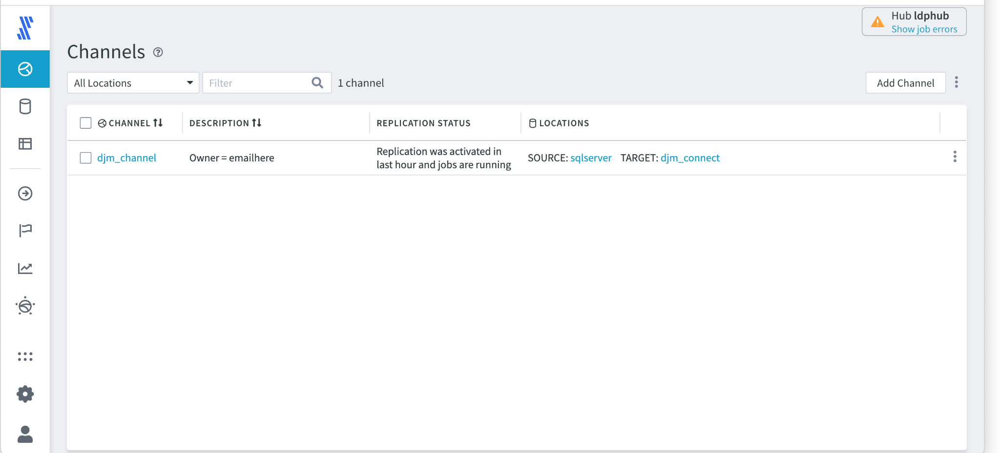 Hub ldphub
Show job errors
Channels
All Locations
Filter
1 channel
Add Channel
CHANNEL
DESCRIPTION
REPLICATION STATUS
LOCATIONS
djm_channel
Owner = emailhere
Replication was activated in
last hour and jobs are running
SOURCE: sqlserver TARGET: djm_connect